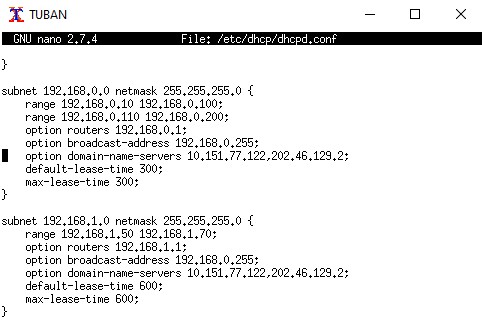 TUBAN
GNU nano 2.7.4 File: /etc/dhcp/dhcpd.conf
}
subnet 192.168.0.0 netmask 255.255.255.0 {
range 192.168.0.10 192.168.0.100;
range 192.168.0.110 192.168.0.200;
option routers 192.168.0.1;
option broadcast-address 192.168.0.255;
option domain-name-servers 10.151.77.122,202.46.129.2;
default-lease-time 300;
max-lease-time 300;
}
subnet 192.168.1.0 netmask 255.255.255.0 {
range 192.168.1.50 192.168.1.70;
option routers 192.168.1.1;
option broadcast-address 192.168.0.255;
option domain-name-servers 10.151.77.122,202.46.129.2;
default-lease-time 600;
max-lease-time 600;
}